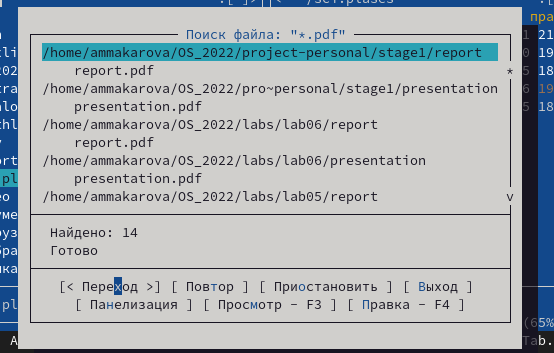 Поиск файла: "*.pdf"
/home/ammakarova/OS_2022/project-personal/stage1/report
report.pdf
/home/ammakarova/OS_2022/pro~personal/stage1/presentation
presentation.pdf
/home/ammakarova/OS_2022/labs/lab06/report
report.pdf
/home/ammakarova/OS_2022/labs/lab06/presentation
presentation.pdf
/home/ammakarova/OS_2022/labs/lab05/report
Найдено: 14
Готово
[< Переход >] [ Повтор ] [ Приостановить ] [ Выход ]
[ Панелизация ] [ Просмотр - F3 ] [ Правка - F4 ]